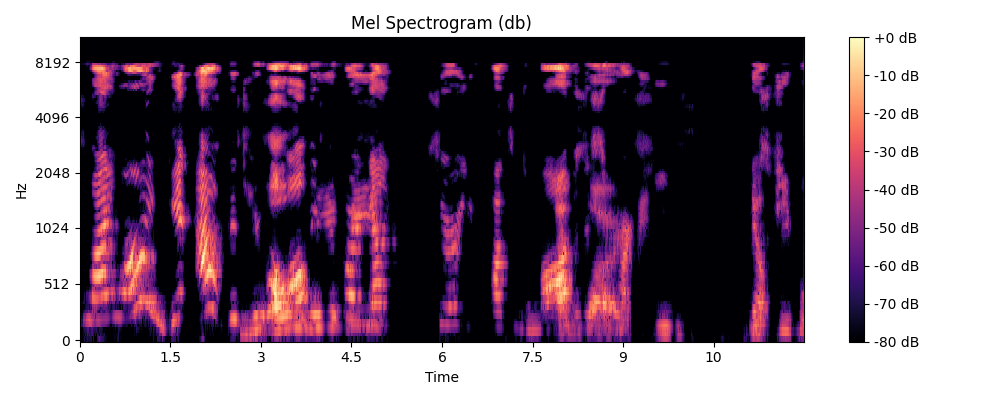 Mel Spectrogram (db)
8192
4096
2048
1024
512
0
Hz
0 1.5 3 4.5 6 7.5 9 10
Time
+0 dB
-10 dB
-20 dB
-30 dB
-40 dB
-50 dB
-60 dB
-70 dB
-80 dB